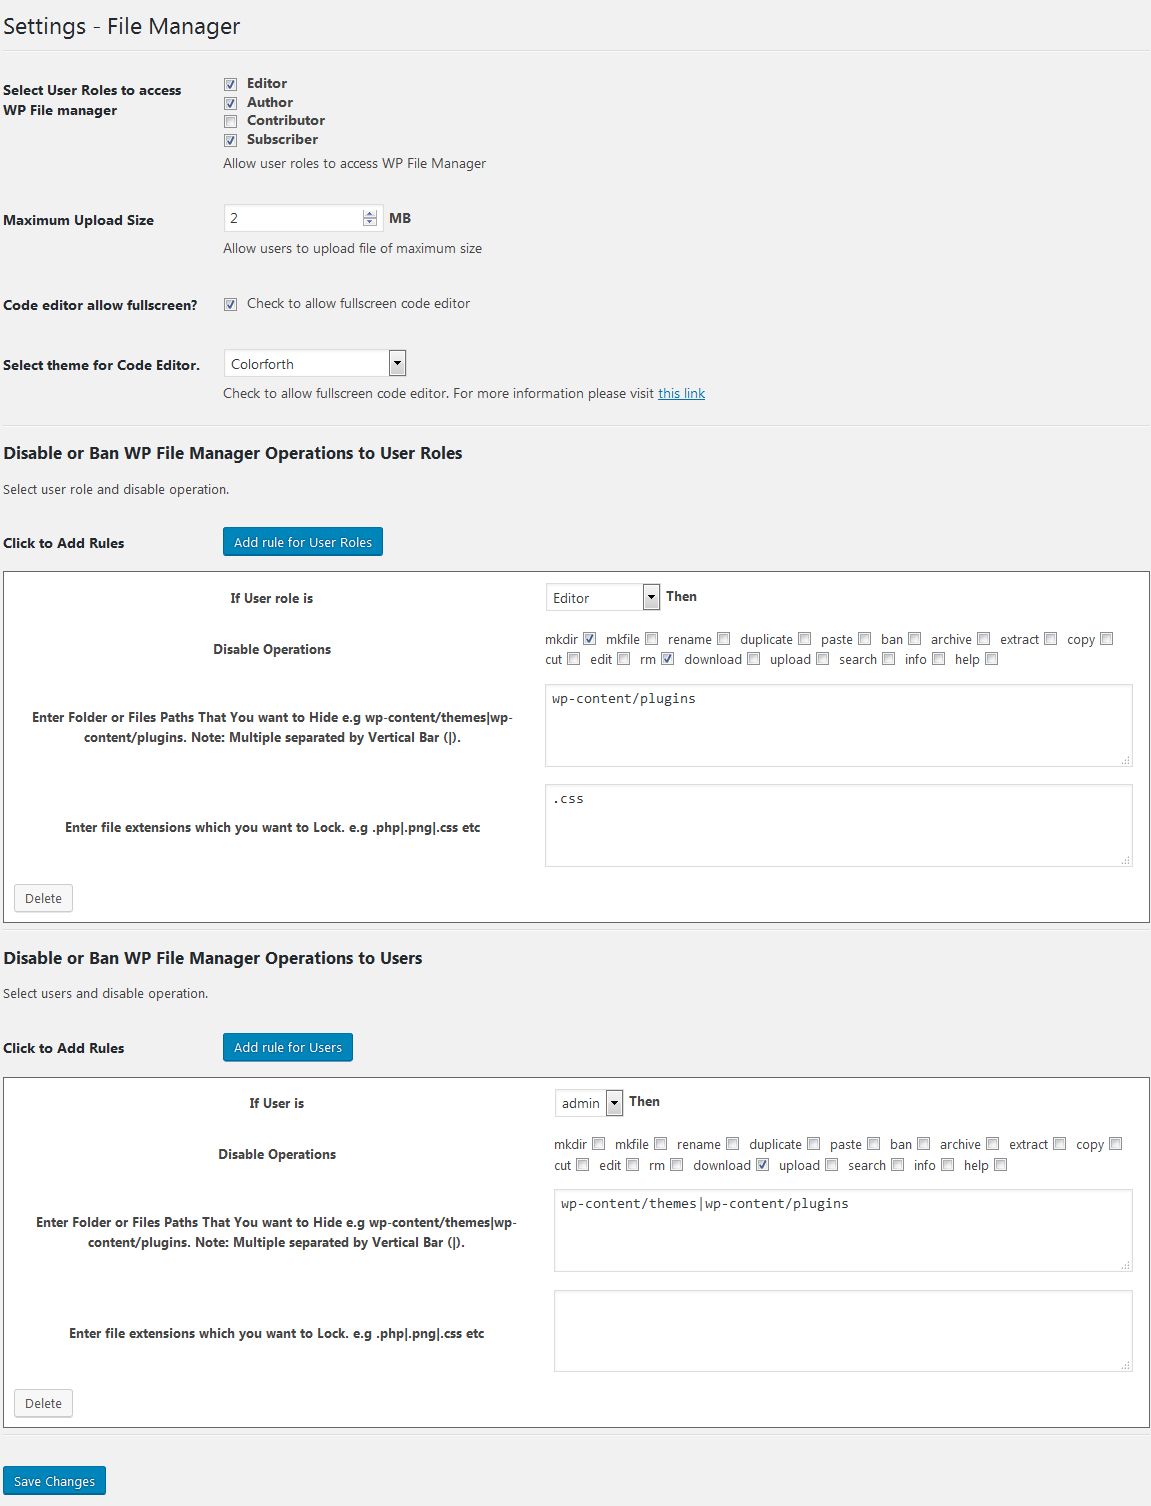 Settings - File Manager
Select User Roles to access
WP File manager
Editor
Author
Contributor
Subscriber
Allow user roles to access WP File Manager
Maximum Upload Size
2
MB
Allow users to upload file of maximum size
Code editor allow fullscreen?
Check to allow fullscreen code editor
Select theme for Code Editor.
Colorforth
Check to allow fullscreen code editor. For more information please visit this link
Disable or Ban WP File Manager Operations to User Roles
Select user role and disable operation.
Click to Add Rules
Add rule for User Roles
If User role is
Editor
Then
Disable Operations
mkdir mkfile rename duplicate paste ban archive extract copy
cut edit rm download upload search info help
Enter Folder or Files Paths That You want to Hide e.g wp-content/themes|wp-
content/plugins. Note: Multiple separated by Vertical Bar (|).
wp-content/plugins
Enter file extensions which you want to Lock. e.g .php|.png|.css etc
.css
Delete
Disable or Ban WP File Manager Operations to Users
Select users and disable operation.
Click to Add Rules
Add rule for Users
If User is
admin
Then
Disable Operations
mkdir mkfile rename duplicate paste ban archive extract copy
cut edit rm download upload search info help
Enter Folder or Files Paths That You want to Hide e.g wp-content/themes|wp-
content/plugins. Note: Multiple separated by Vertical Bar (|).
wp-content/themes|wp-content/plugins
Enter file extensions which you want to Lock. e.g .php|.png|.css etc
Delete
Save Changes